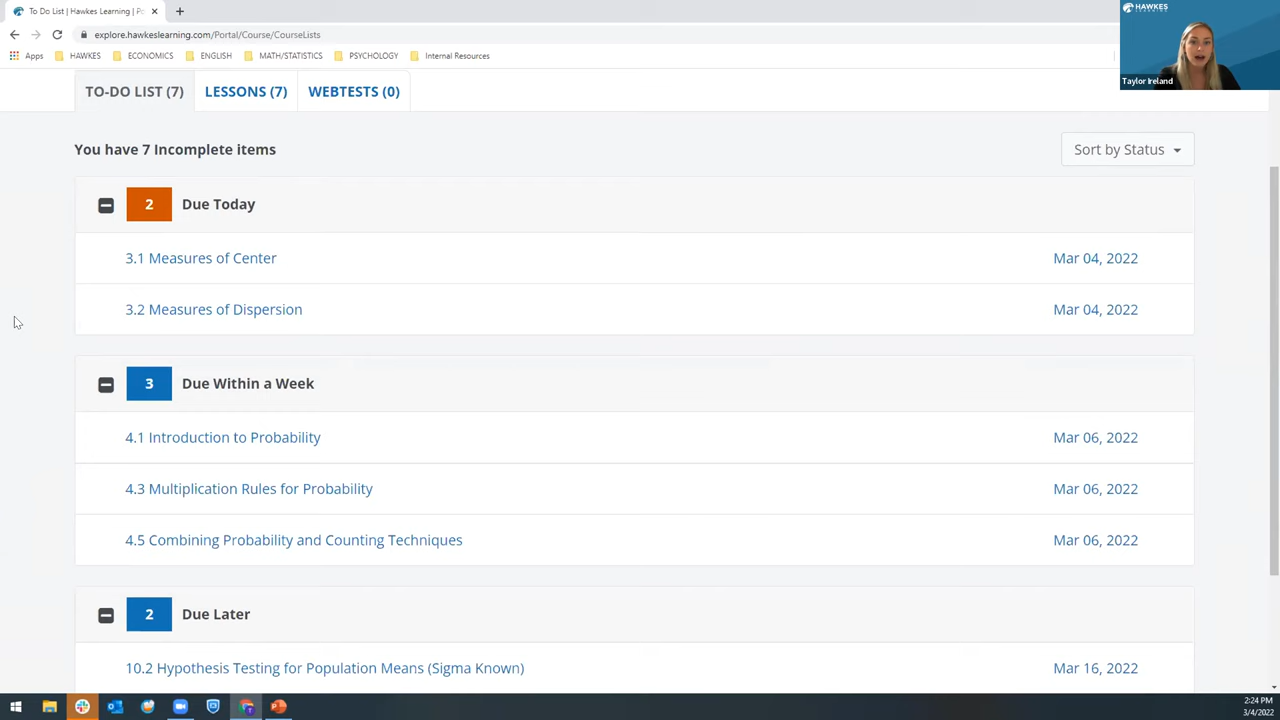 To Do List | Hawkes Learning | Po
explore.hawkeslearning.com/Portal/Course/CourseLists
Apps HAWKES ECONOMICS ENGLISH MATH/STATISTICS PSYCHOLOGY Internal Resources
HAWKES
LEARNING
Taylor Ireland
TO-DO LIST (7) LESSONS (7) WEBTESTS (0)
You have 7 Incomplete items
Sort by Status
2 Due Today
3.1 Measures of Center Mar 04, 2022
3.2 Measures of Dispersion Mar 04, 2022
3 Due Within a Week
4.1 Introduction to Probability Mar 06, 2022
4.3 Multiplication Rules for Probability Mar 06, 2022
4.5 Combining Probability and Counting Techniques Mar 06, 2022
2 Due Later
10.2 Hypothesis Testing for Population Means (Sigma Known) Mar 16, 2022
2:24 PM
3/4/2022